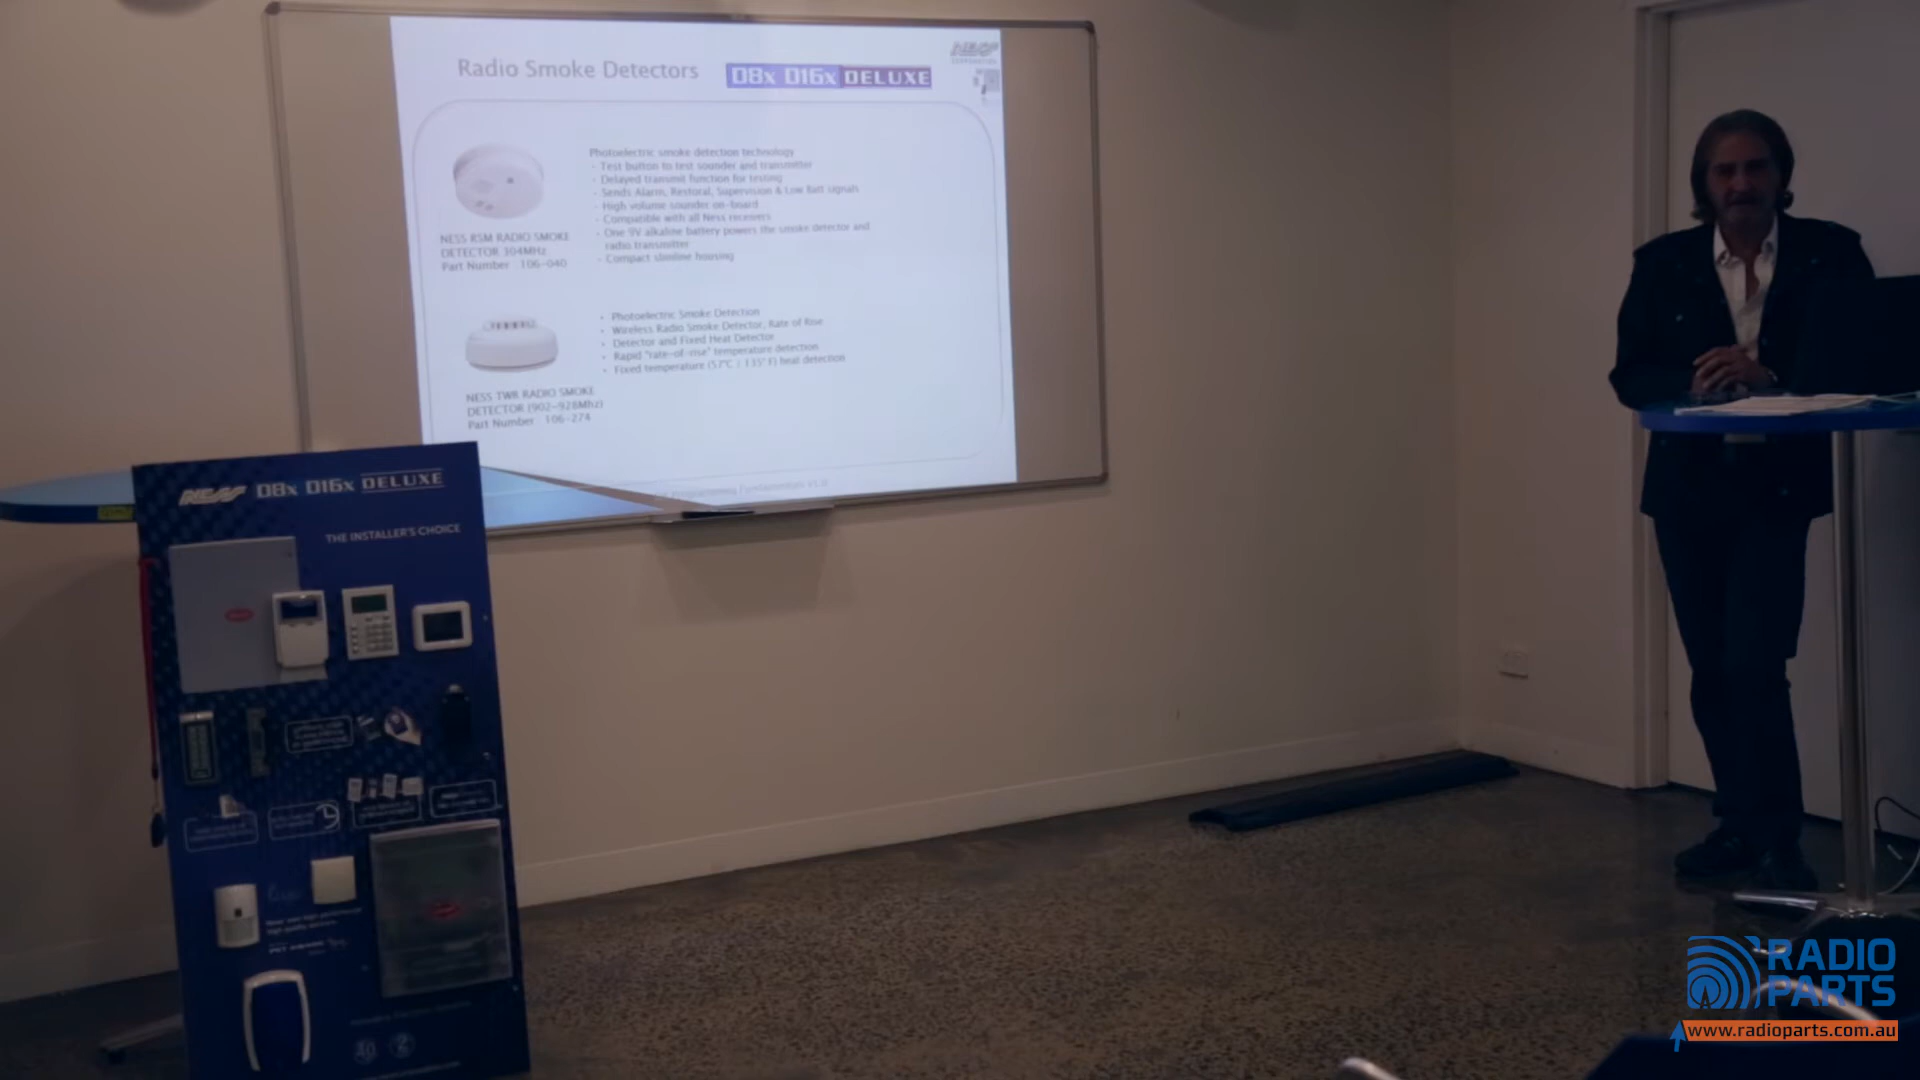 Radio Smoke Detectors
D8x D16x DELUXE
NESS
CORPORATION
Photoelectric smoke detection technology
- Test button to test sounder and transmitter
- Delayed transmit function for testing
- Sends Alarm, Restoral, Supervision & Low Batt signals
- High volume sounder on-board
- Compatible with all Ness receivers
- One 9V alkaline battery powers the smoke detector and
radio transmitter
- Compact slimline housing
NESS RSM RADIO SMOKE
DETECTOR 304MHz
Part Number : 106-040
• Photoelectric Smoke Detection
• Wireless Radio Smoke Detector, Rate of Rise
• Detector and Fixed Heat Detector
• Rapid "rate-of-rise" temperature detection
• Fixed temperature (57°C | 135°F) heat detection
NESS TWR RADIO SMOKE
DETECTOR (902-928Mhz)
Part Number : 106-274
Programming Fundamentals V1.0
NESS D8x D16x DELUXE
THE INSTALLER'S CHOICE
RADIO
PARTS
www.radioparts.com.au